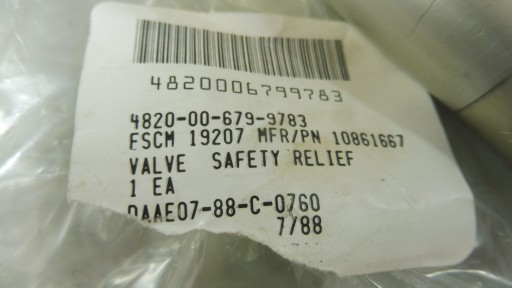 4820006799783
4820-00-679-9783
FSCM 19207 MFR/PN 10861667
VALVE SAFETY RELIEF
1 EA
DAAE07-88-C-0760
7/88